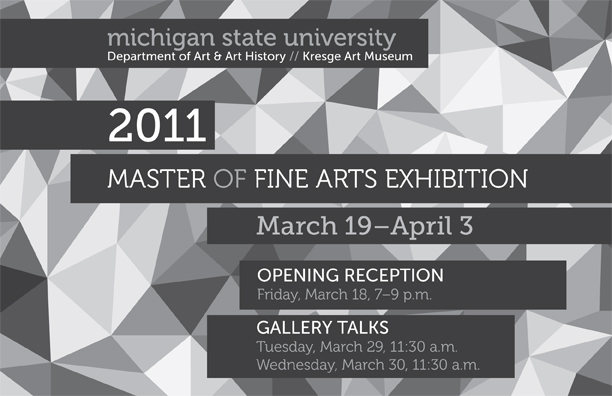 michigan state university
Department of Art & Art History // Kresge Art Museum
2011
MASTER OF FINE ARTS EXHIBITION
March 19–April 3
OPENING RECEPTION
Friday, March 18, 7–9 p.m.
GALLERY TALKS
Tuesday, March 29, 11:30 a.m.
Wednesday, March 30, 11:30 a.m.